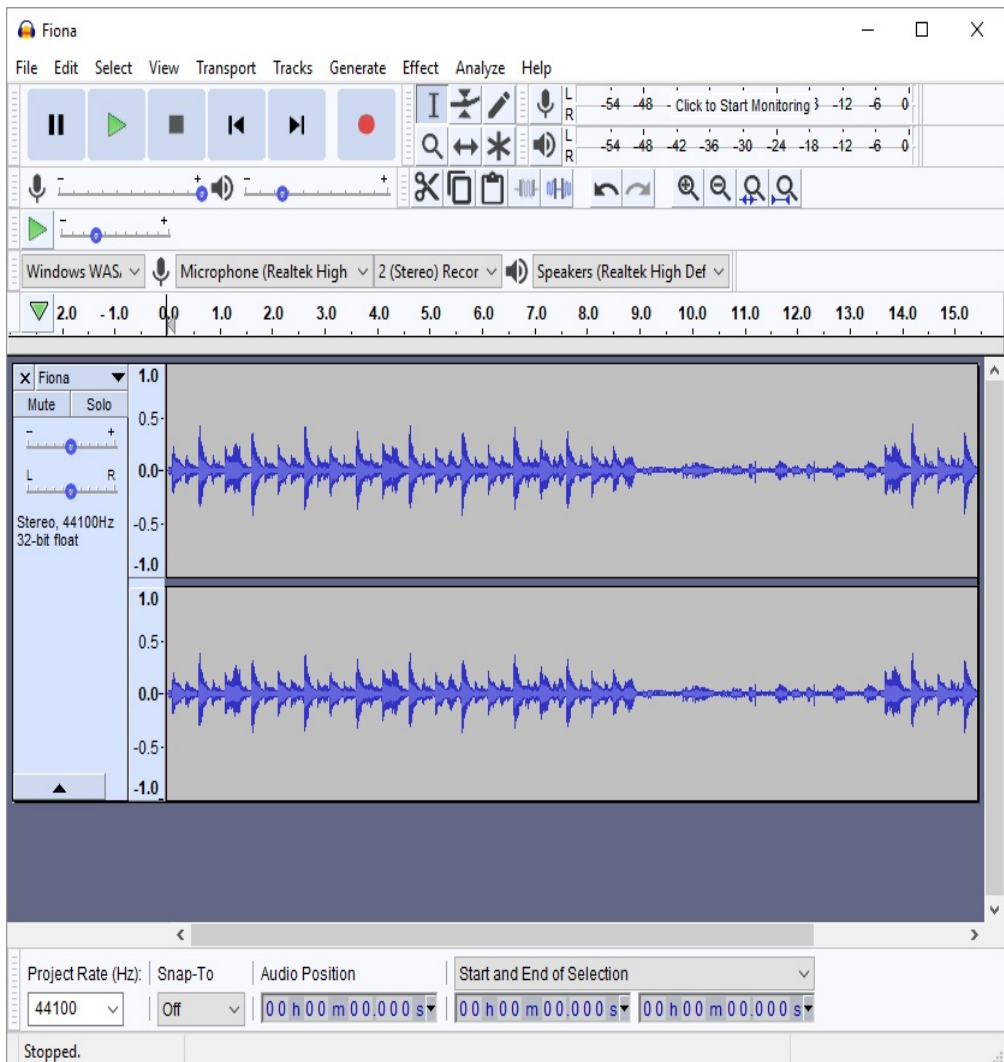 Fiona
File Edit Select View Transport Tracks Generate Effect Analyze Help
L -54 -48 - Click to Start Monitoring -12 -6 0
R
L -54 -48 -42 -36 -30 -24 -18 -12 -6 0
R
- + - +
- +
Windows WAS Microphone (Realtek High 2 (Stereo) Recor Speakers (Realtek High Def
2.0 - 1.0 0.0 1.0 2.0 3.0 4.0 5.0 6.0 7.0 8.0 9.0 10.0 11.0 12.0 13.0 14.0 15.0
X Fiona 1.0
Mute Solo
0.5
- +
0.0
L R
Stereo, 44100Hz -0.5
32-bit float
-1.0
1.0
0.5
0.0
-0.5
-1.0
Project Rate (Hz): Snap-To Audio Position Start and End of Selection
44100 Off 00 h 00 m 00.000 s 00 h 00 m 00.000 s 00 h 00 m 00.000 s
Stopped.